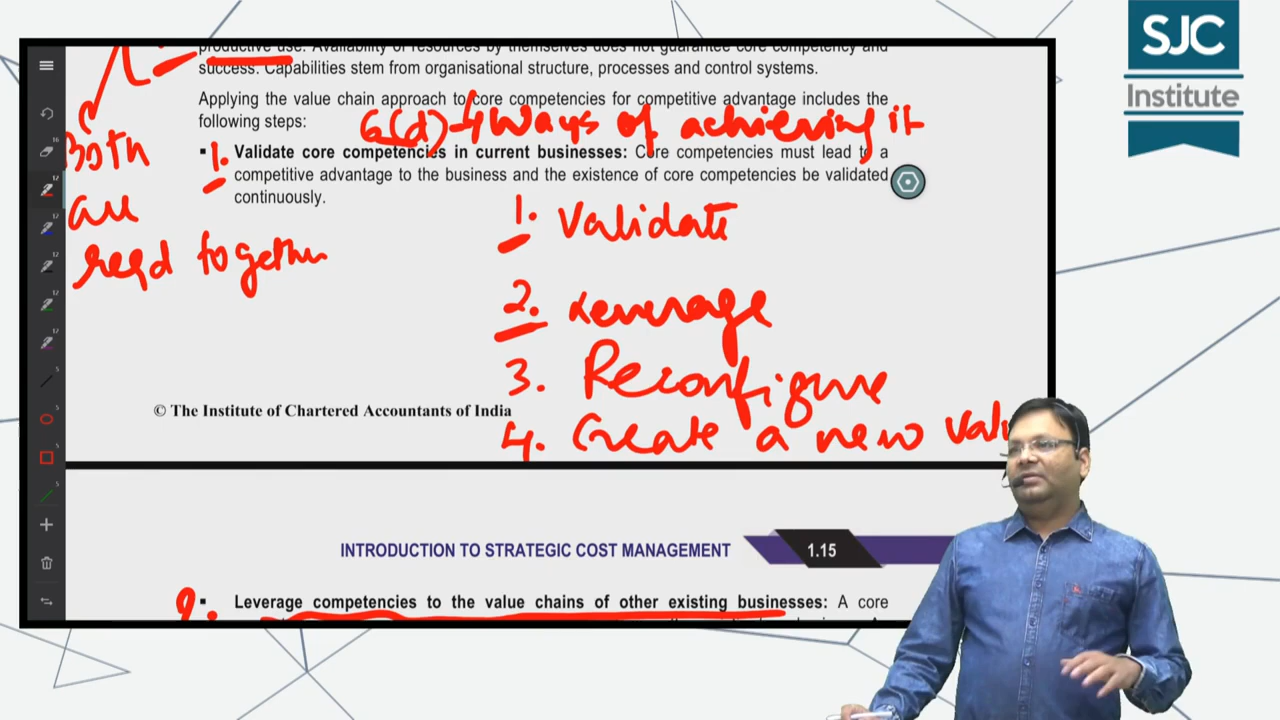 SJC
Institute
productive use. Availability of resources by themselves does not guarantee core competency and
success. Capabilities stem from organisational structure, processes and control systems.
Applying the value chain approach to core competencies for competitive advantage includes the
following steps:
6(d) - 4 Ways of achieving it
1. Validate core competencies in current businesses: Core competencies must lead to a
competitive advantage to the business and the existence of core competencies be validated
continuously.
Both
are
reqd together
1. Validate
2. Leverage
3. Reconfigure
4. Create a new valu
© The Institute of Chartered Accountants of India
INTRODUCTION TO STRATEGIC COST MANAGEMENT 1.15
2. Leverage competencies to the value chains of other existing businesses: A core